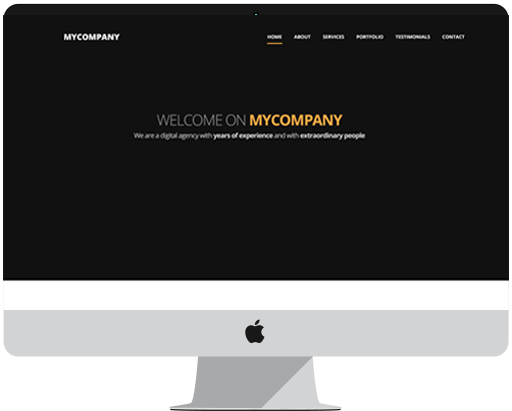 MYCOMPANY
HOME ABOUT SERVICES PORTFOLIO TESTIMONIALS CONTACT
WELCOME ON MYCOMPANY
We are a digital agency with years of experience and with extraordinary people